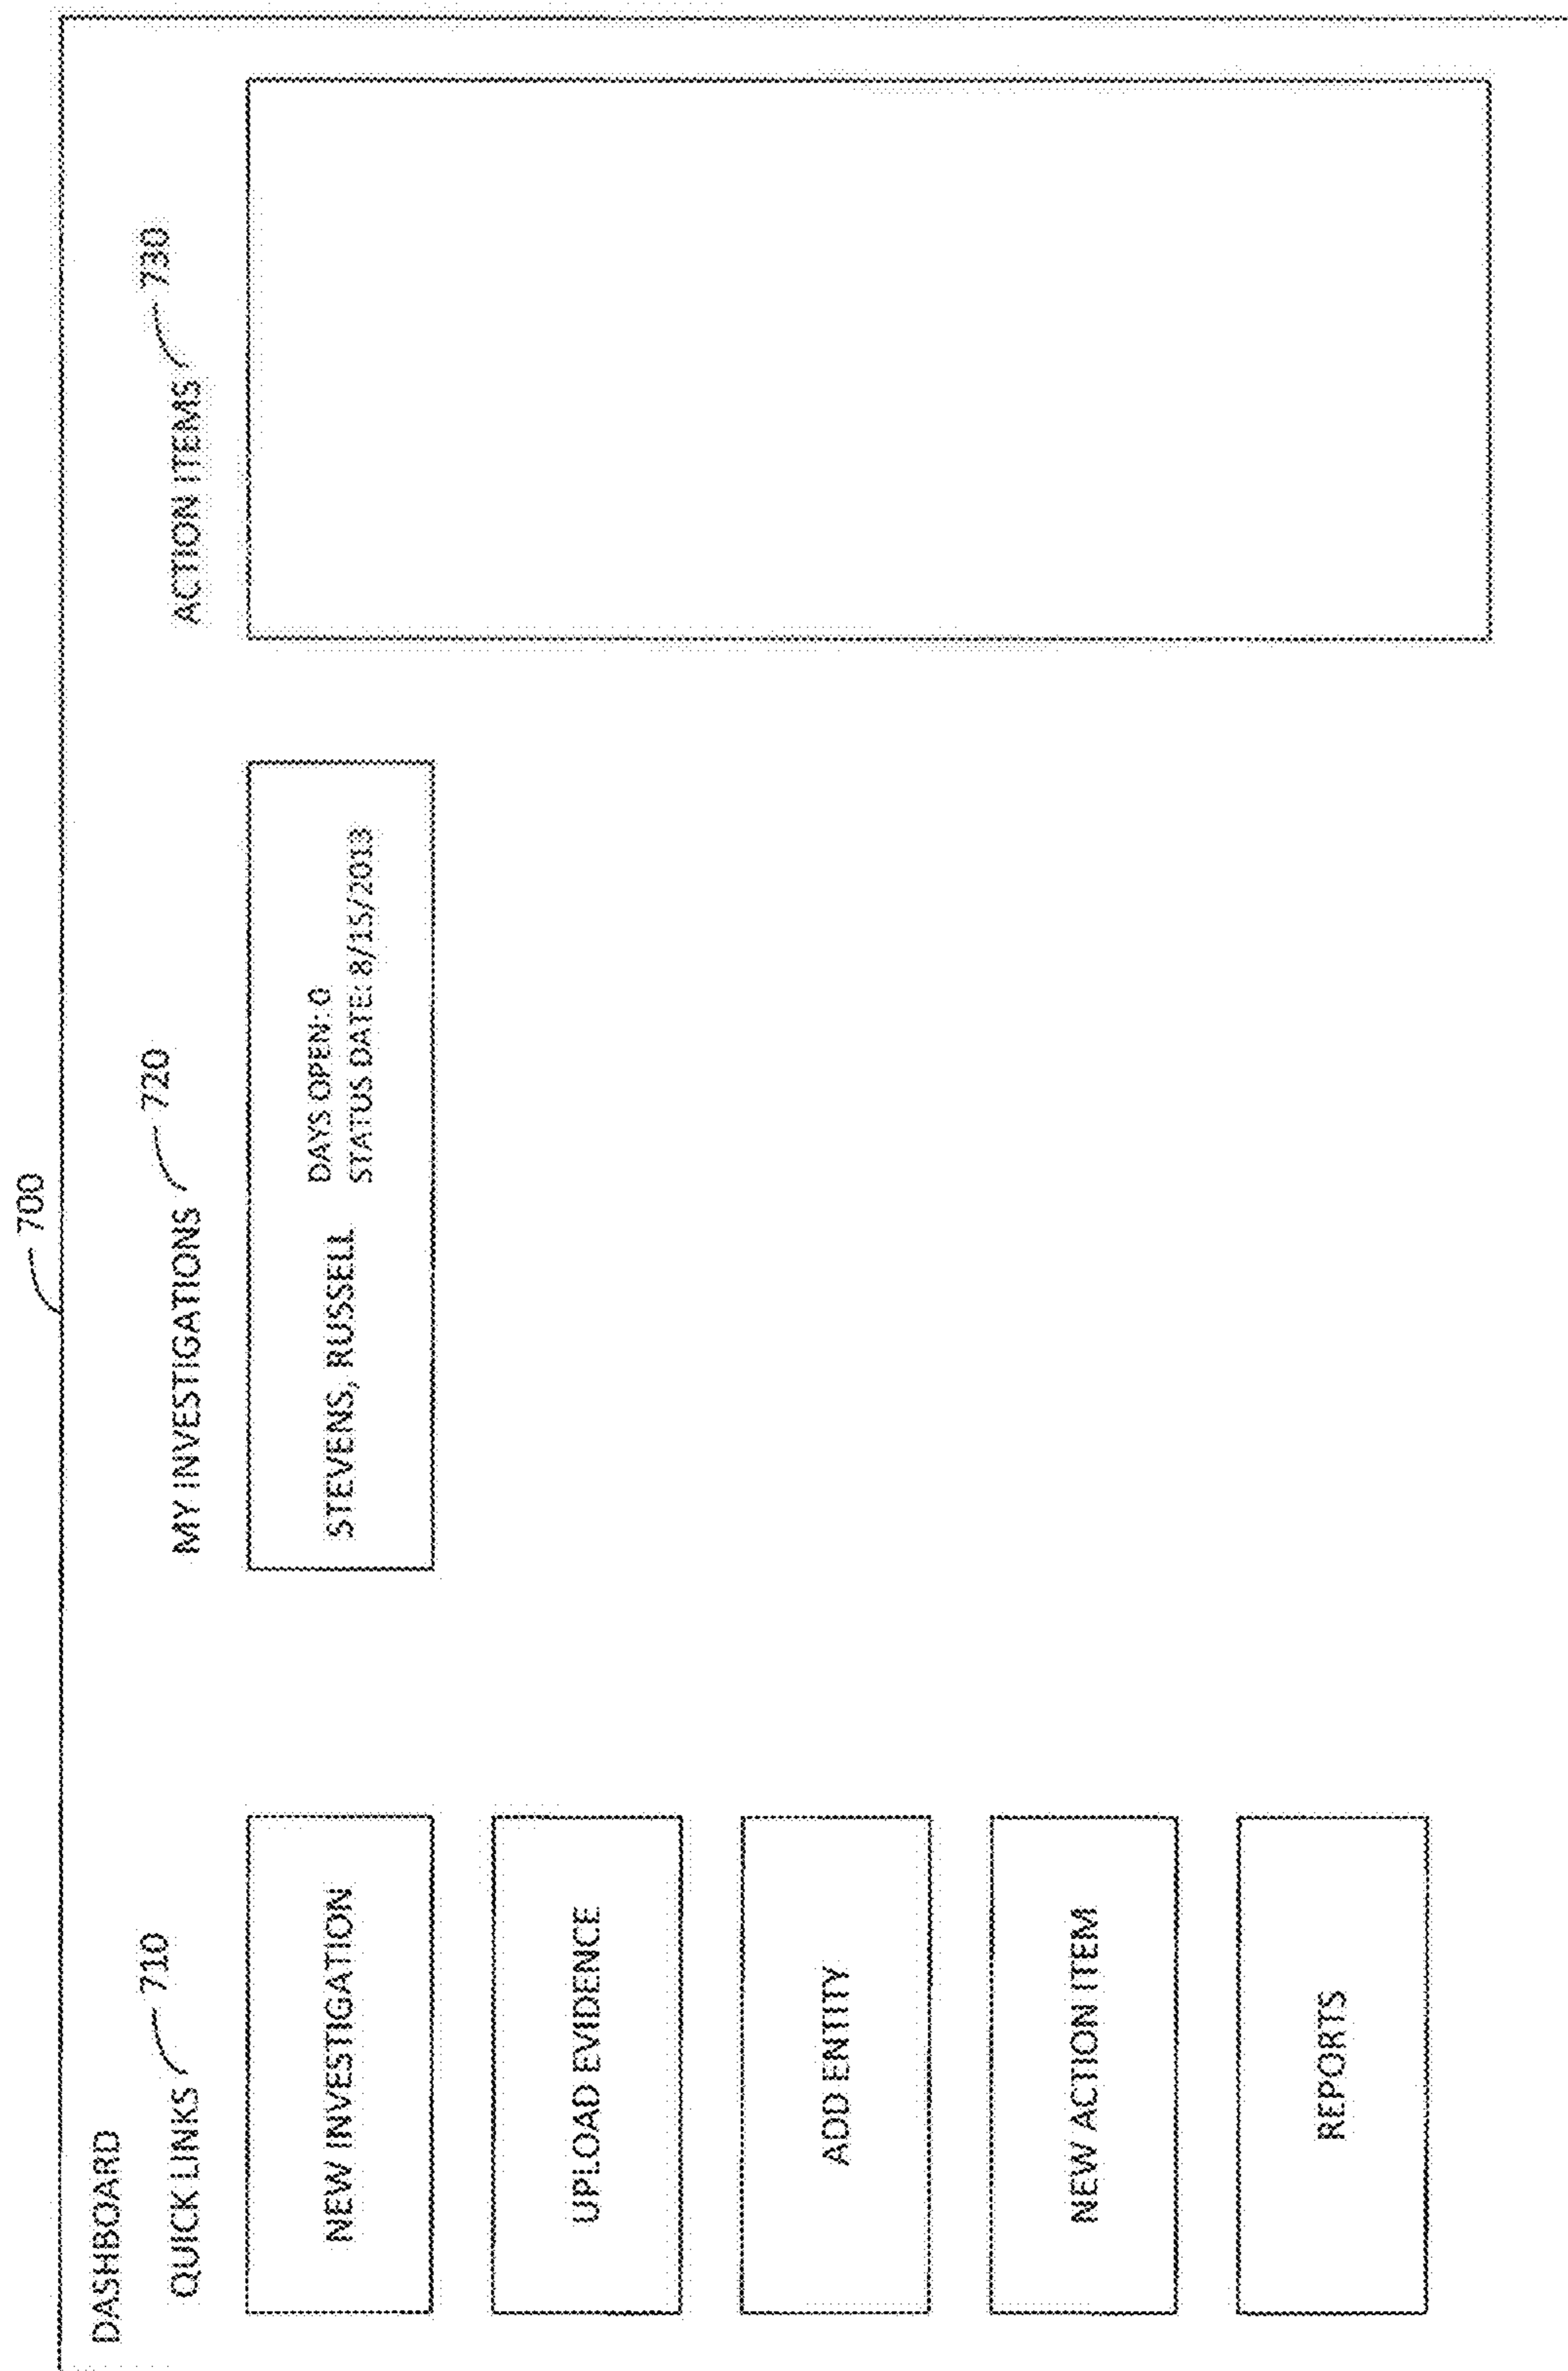 700
DASHBOARD
QUICK LINKS 710
NEW INVESTIGATION
UPLOAD EVIDENCE
ADD ENTITY
NEW ACTION ITEM
REPORTS
MY INVESTIGATIONS 720
STEVENS, RUSSELL
DAYS OPEN: 0
STATUS DATE: 8/15/2013
ACTION ITEMS 730